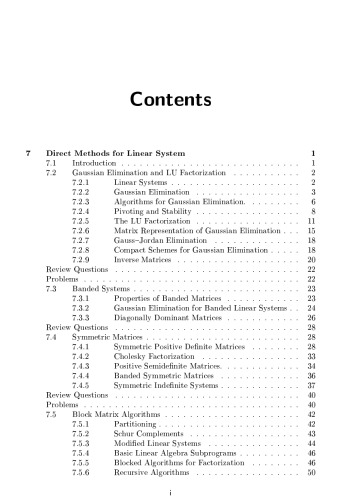 Contents
7 Direct Methods for Linear System 1
7.1 Introduction . . . . . . . . . . . . . . . . . . . . . . . . . . . . . 1
7.2 Gaussian Elimination and LU Factorization . . . . . . . . . . . 2
7.2.1 Linear Systems . . . . . . . . . . . . . . . . . . . . 2
7.2.2 Gaussian Elimination . . . . . . . . . . . . . . . . 3
7.2.3 Algorithms for Gaussian Elimination. . . . . . . . . 6
7.2.4 Pivoting and Stability . . . . . . . . . . . . . . . . 8
7.2.5 The LU Factorization . . . . . . . . . . . . . . . . 11
7.2.6 Matrix Representation of Gaussian Elimination . . . 15
7.2.7 Gauss–Jordan Elimination . . . . . . . . . . . . . 18
7.2.8 Compact Schemes for Gaussian Elimination . . . . . 18
7.2.9 Inverse Matrices . . . . . . . . . . . . . . . . . . . 20
Review Questions . . . . . . . . . . . . . . . . . . . . . . . . . . . . 22
Problems . . . . . . . . . . . . . . . . . . . . . . . . . . . . . . . . . 22
7.3 Banded Systems . . . . . . . . . . . . . . . . . . . . . . . . . . . 23
7.3.1 Properties of Banded Matrices . . . . . . . . . . . . 23
7.3.2 Gaussian Elimination for Banded Linear Systems . . 24
7.3.3 Diagonally Dominant Matrices . . . . . . . . . . . . 26
Review Questions . . . . . . . . . . . . . . . . . . . . . . . . . . . . 28
7.4 Symmetric Matrices . . . . . . . . . . . . . . . . . . . . . . . . . 28
7.4.1 Symmetric Positive Definite Matrices . . . . . . . . 28
7.4.2 Cholesky Factorization . . . . . . . . . . . . . . . 33
7.4.3 Positive Semidefinite Matrices. . . . . . . . . . . . . 34
7.4.4 Banded Symmetric Matrices . . . . . . . . . . . . . 36
7.4.5 Symmetric Indefinite Systems . . . . . . . . . . . . . 37
Review Questions . . . . . . . . . . . . . . . . . . . . . . . . . . . . 40
Problems . . . . . . . . . . . . . . . . . . . . . . . . . . . . . . . . . 40
7.5 Block Matrix Algorithms . . . . . . . . . . . . . . . . . . . . . . 42
7.5.1 Partitioning . . . . . . . . . . . . . . . . . . . . . . 42
7.5.2 Schur Complements . . . . . . . . . . . . . . . . . 43
7.5.3 Modified Linear Systems . . . . . . . . . . . . . . 44
7.5.4 Basic Linear Algebra Subprograms . . . . . . . . . . 46
7.5.5 Blocked Algorithms for Factorization . . . . . . . . 46
7.5.6 Recursive Algorithms . . . . . . . . . . . . . . . . 50
i